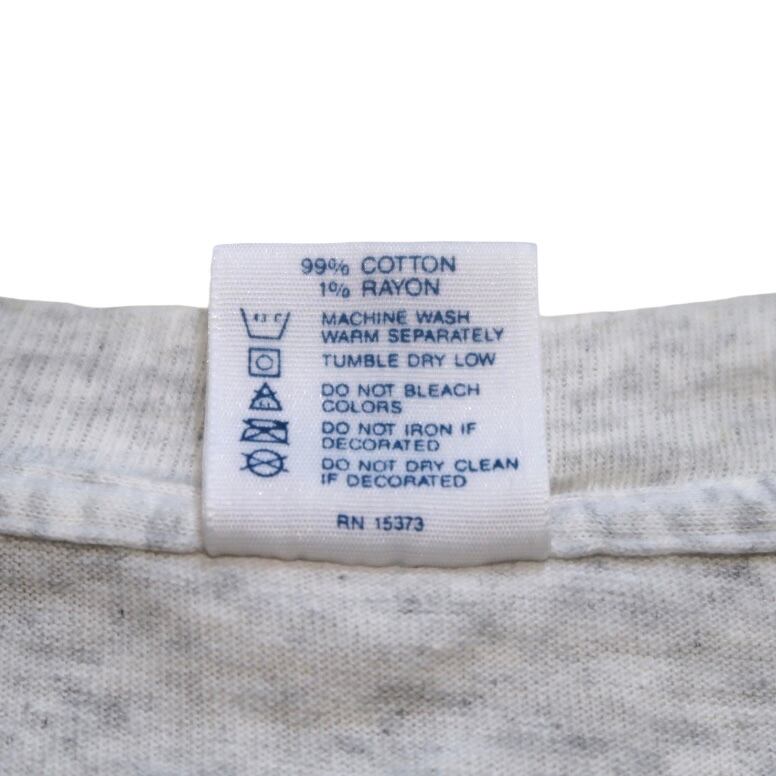 99% COTTON
1% RAYON
43 C
MACHINE WASH
WARM SEPARATELY
TUMBLE DRY LOW
DO NOT BLEACH
COLORS
DO NOT IRON IF
DECORATED
DO NOT DRY CLEAN
IF DECORATED
RN 15373